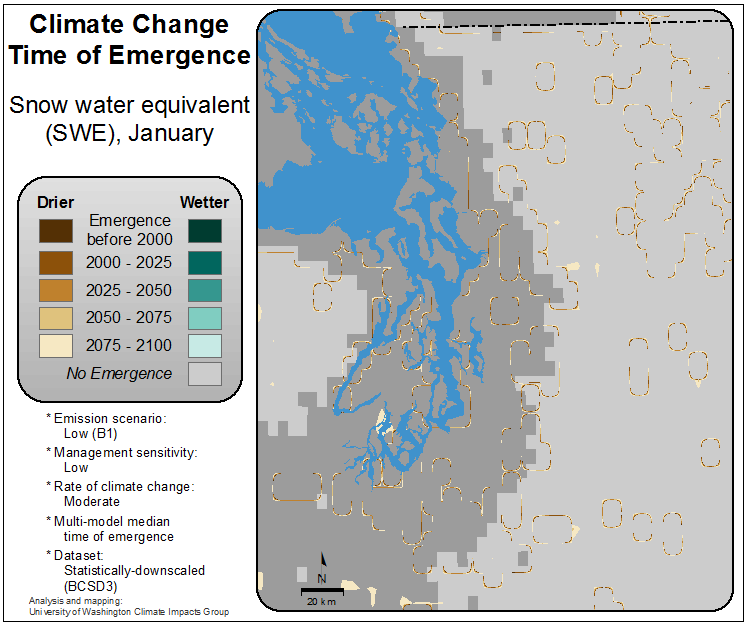 Climate Change
Time of Emergence
Snow water equivalent
(SWE), January
Drier
Wetter
Emergence
before 2000
2000 - 2025
2025 - 2050
2050 - 2075
2075 - 2100
No Emergence
* Emission scenario:
Low (B1)
* Management sensitivity:
Low
* Rate of climate change:
Moderate
* Multi-model median
time of emergence
* Dataset:
Statistically-downscaled
(BCSD3)
Analysis and mapping:
University of Washington Climate Impacts Group
N
20 km